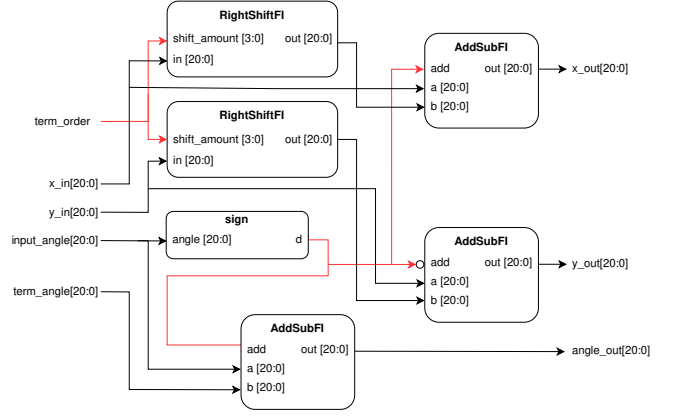 RightShiftFI
shift_amount [3:0] out [20:0]
in [20:0]
AddSubFI
add out [20:0]
a [20:0]
b [20:0]
x_out[20:0]
RightShiftFI
shift_amount [3:0] out [20:0]
in [20:0]
term_order
x_in[20:0]
y_in[20:0]
input_angle[20:0]
term_angle[20:0]
sign
angle [20:0] d
AddSubFI
add out [20:0]
a [20:0]
b [20:0]
y_out[20:0]
AddSubFI
add out [20:0]
a [20:0]
b [20:0]
angle_out[20:0]